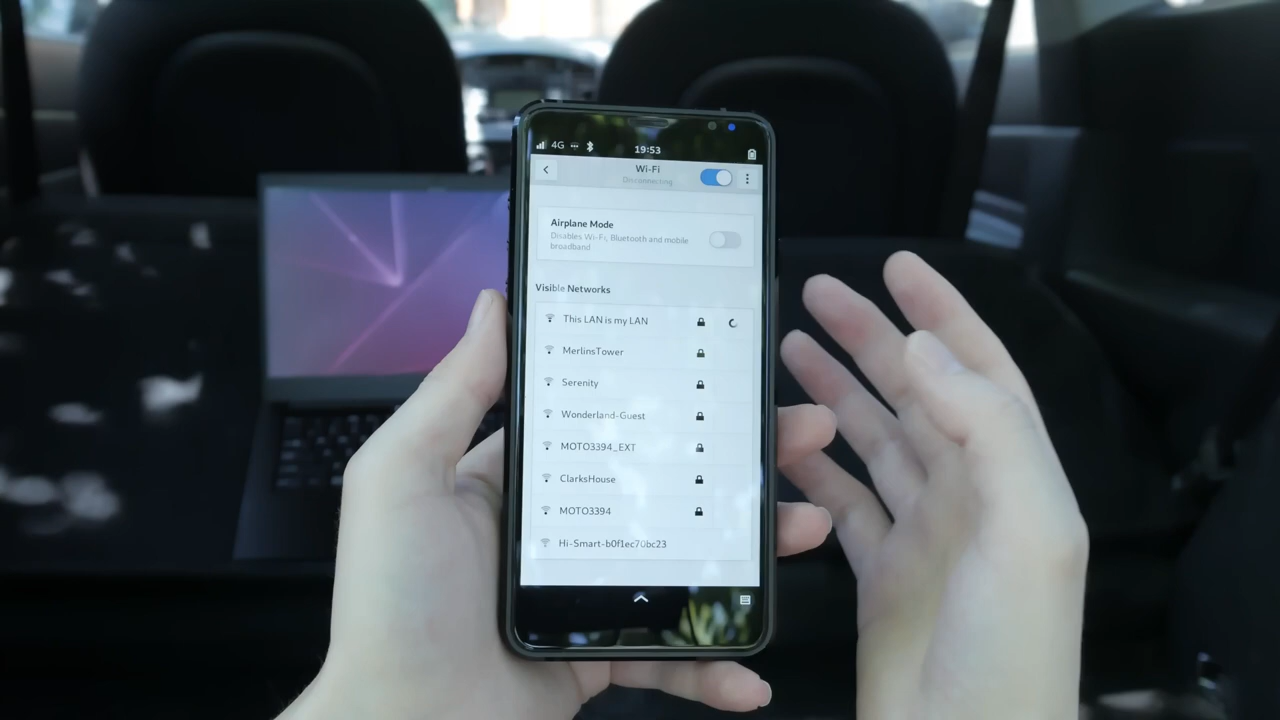 4G
19:53
Wi-Fi
Disconnecting
Airplane Mode
Disables Wi-Fi, Bluetooth and mobile
broadband
Visible Networks
This LAN is my LAN
MerlinsTower
Serenity
Wonderland-Guest
MOTO3394_EXT
ClarksHouse
MOTO3394
Hi-Smart-b0f1ec70bc23